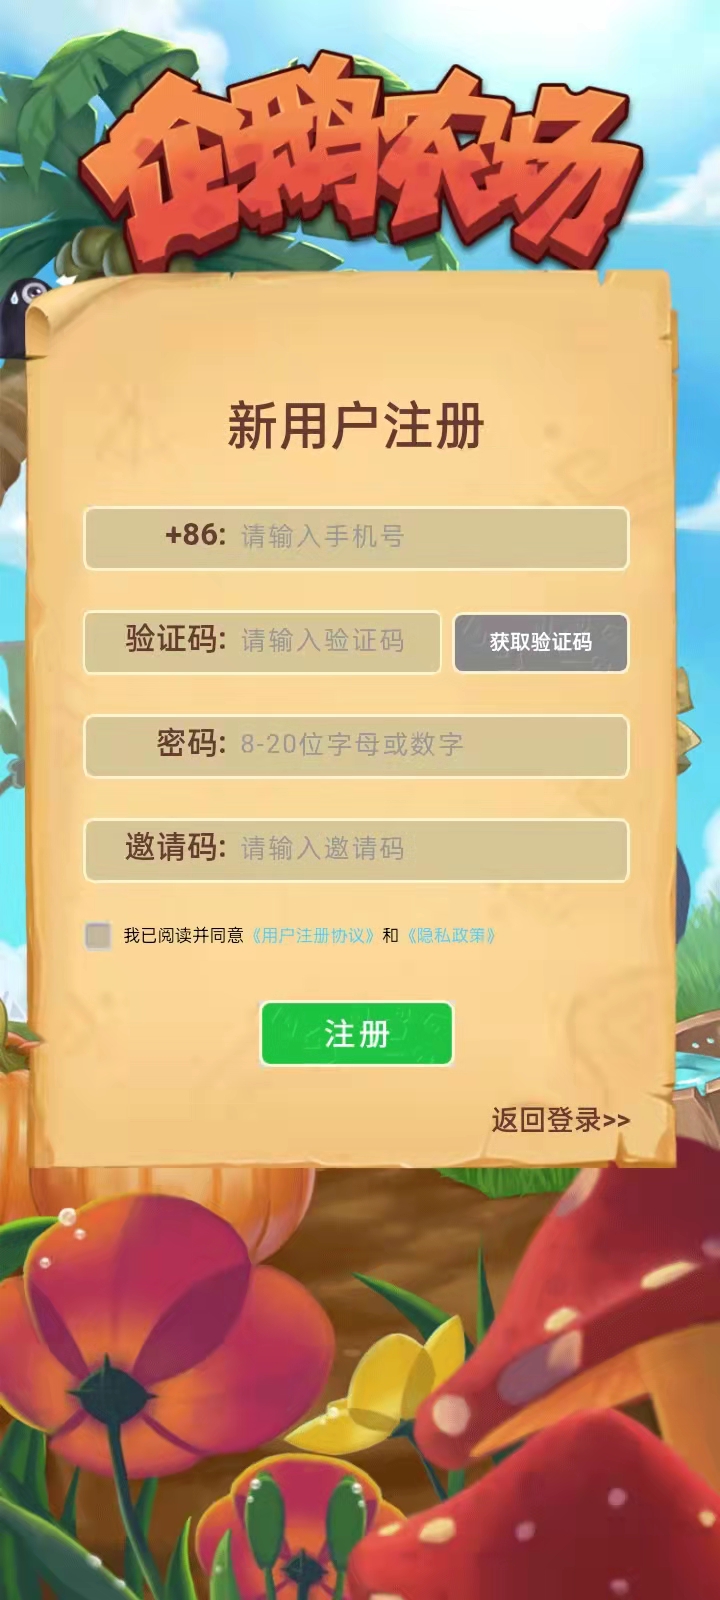 企鹅农场
新用户注册
+86: 请输入手机号
验证码: 请输入验证码 获取验证码
密码: 8-20位字母或数字
邀请码: 请输入邀请码
我已阅读并同意《用户注册协议》和《隐私政策》
注册
返回登录>>